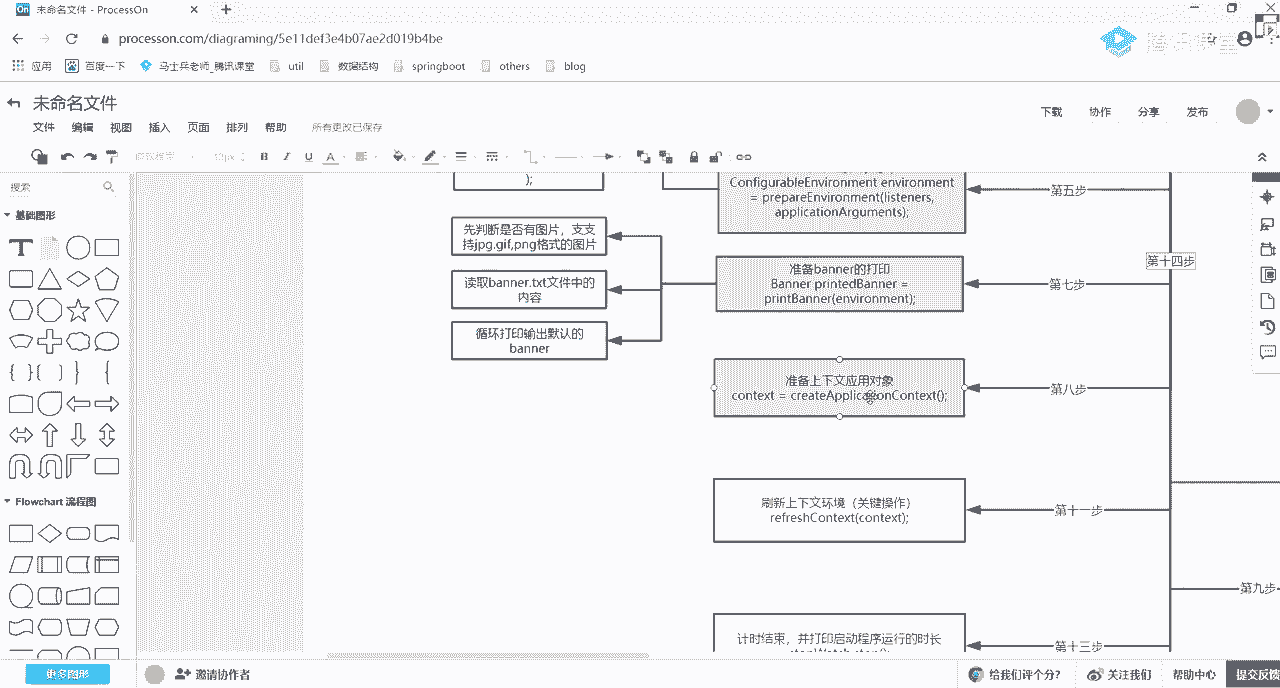 未命名文件 - ProcessOn
processon.com/diagraming/5e11def3e4b07ae2d019b4be
应用
百度一下
马士兵老师_腾讯课堂
util
数据结构
springboot
others
blog
腾讯课堂
未命名文件
文件 编辑 视图 插入 页面 排列 帮助 所有更改已保存
下载 协作 分享 发布
搜索
基础图形
Flowchart 流程图
更多图形
邀请协作者
);
ConfigurableEnvironment environment
= prepareEnvironment(listeners,
applicationArguments);
第五步
先判断是否有图片，支支
持jpg.gif,png格式的图片
读取banner.txt文件中的
内容
循环打印输出默认的
banner
准备banner的打印
Banner printedBanner =
printBanner(environment);
第七步
第十四步
准备上下文应用对象
context = createApplicationContext();
第八步
刷新上下文环境（关键操作）
refreshContext(context);
第十一步
第九步
计时结束，并打印启动程序运行的时长
第十三步
给我们评个分？
关注我们
帮助中心
提交反馈